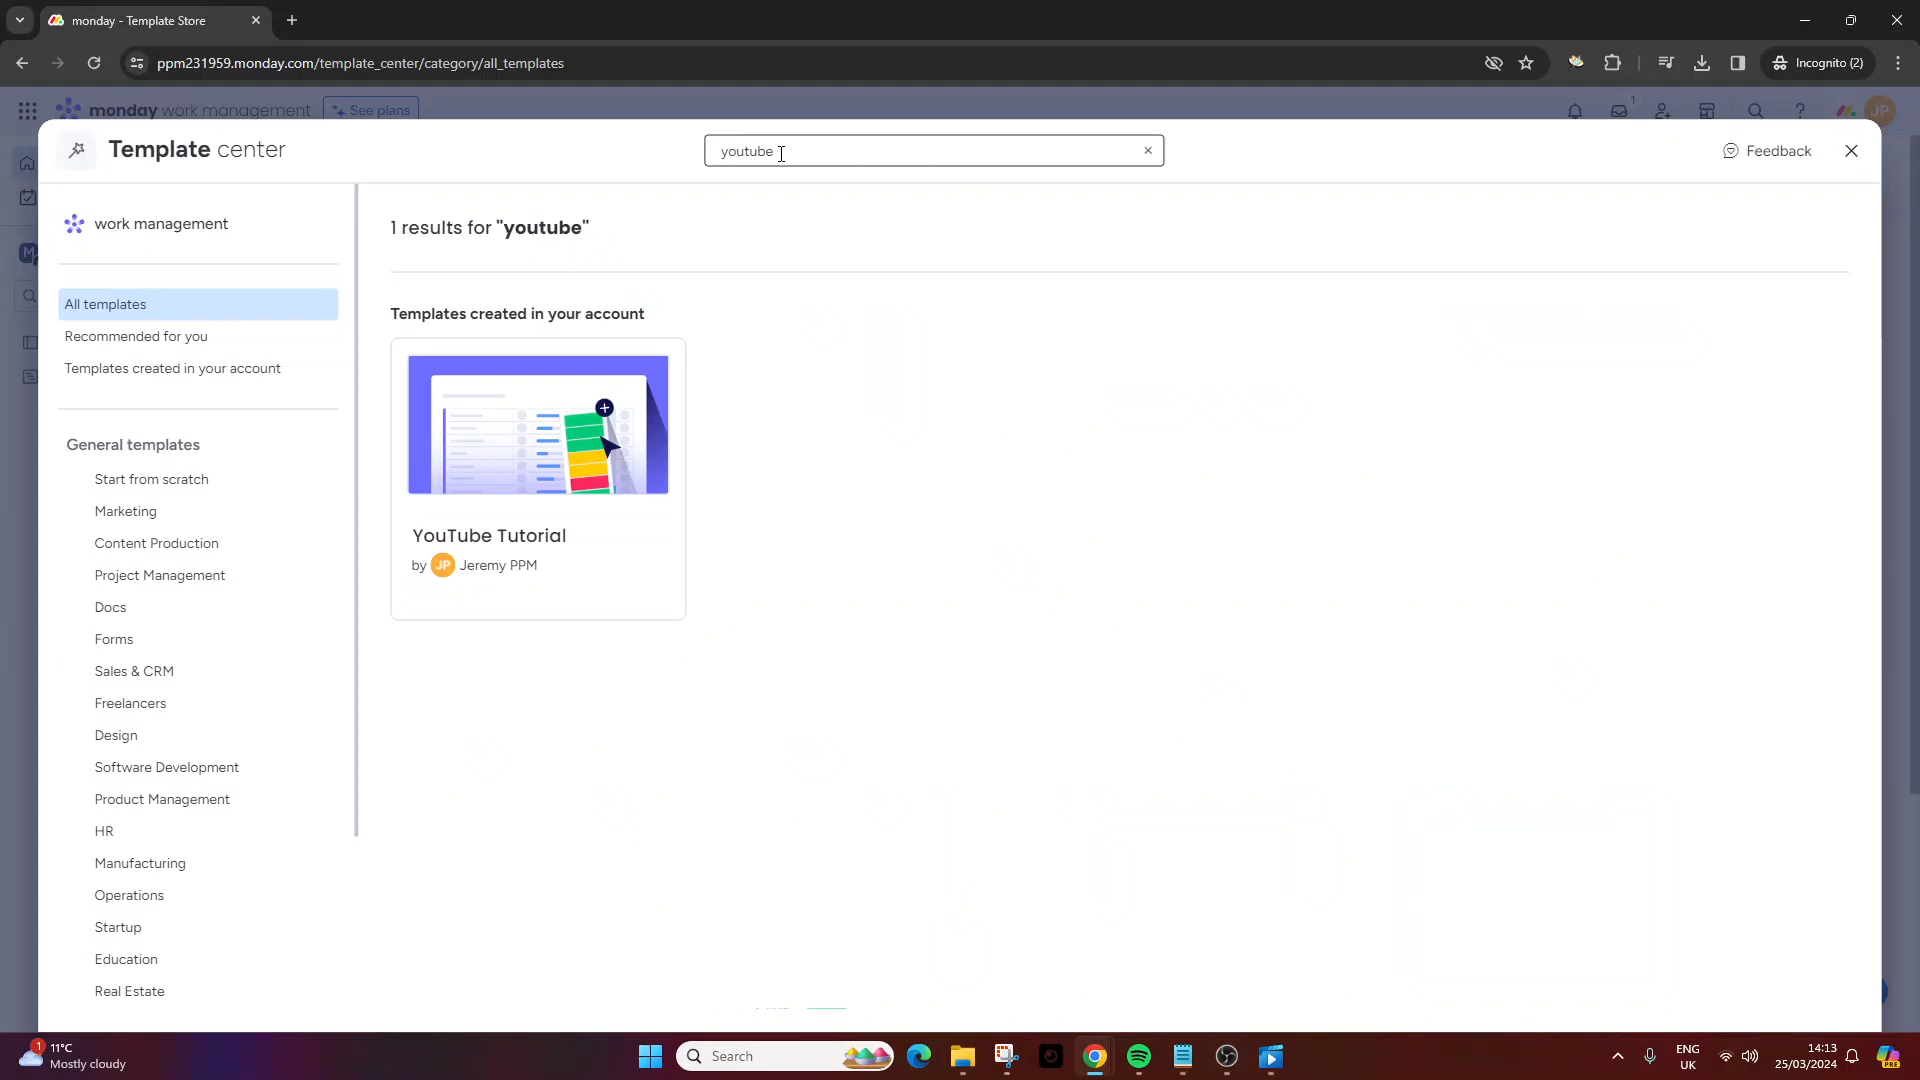 monday - Template Store
ppm231959.monday.com/template_center/category/all_templates
Incognito (2)
monday work management
See plans
1
JP
Template center
youtube
Feedback
work management
1 results for "youtube"
All templates
Recommended for you
Templates created in your account
Templates created in your account
YouTube Tutorial
by JP Jeremy PPM
General templates
Start from scratch
Marketing
Content Production
Project Management
Docs
Forms
Sales & CRM
Freelancers
Design
Software Development
Product Management
HR
Manufacturing
Operations
Startup
Education
Real Estate
M
1
11°C
Mostly cloudy
Search
ENG
UK
14:13
25/03/2024
PRE